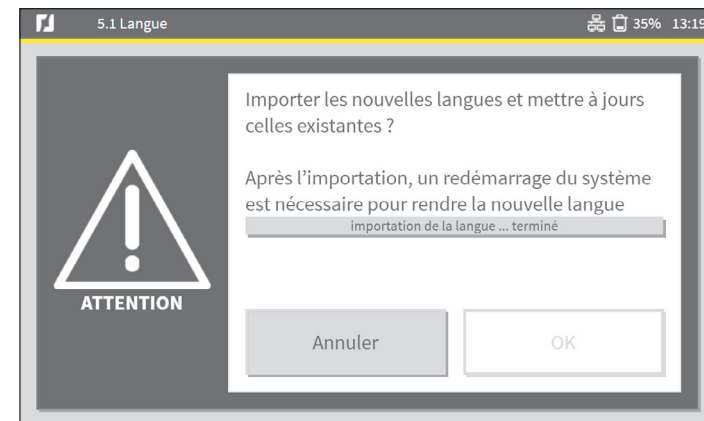 5.1 Langue
35% 13:19
Importer les nouvelles langues et mettre à jours
celles existantes ?
Après l'importation, un redémarrage du système
est nécessaire pour rendre la nouvelle langue
importation de la langue ... terminé
ATTENTION
Annuler
OK